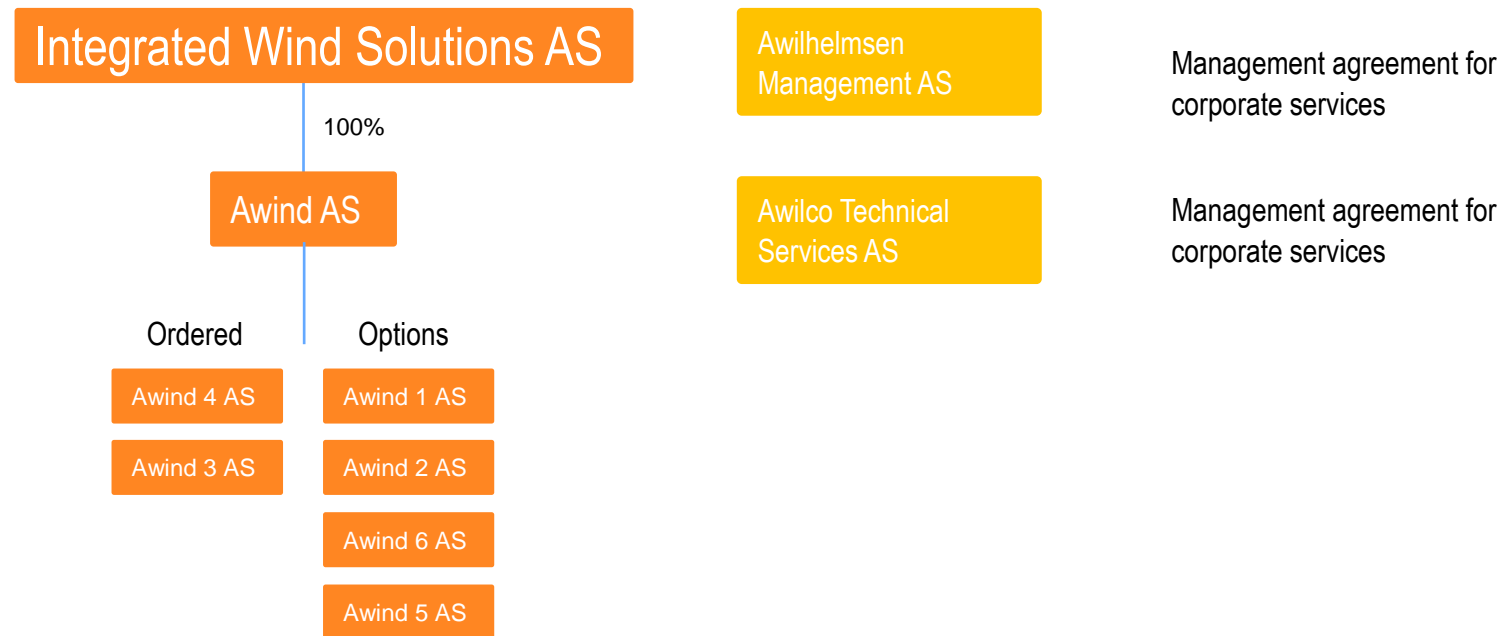 Integrated Wind Solutions AS
100%
Awind AS
Ordered
Options
Awind 4 AS
Awind 1 AS
Awind 3 AS
Awind 2 AS
Awind 6 AS
Awind 5 AS
Awilhelmsen
Management AS
Management agreement for
corporate services
Awilco Technical
Services AS
Management agreement for
corporate services